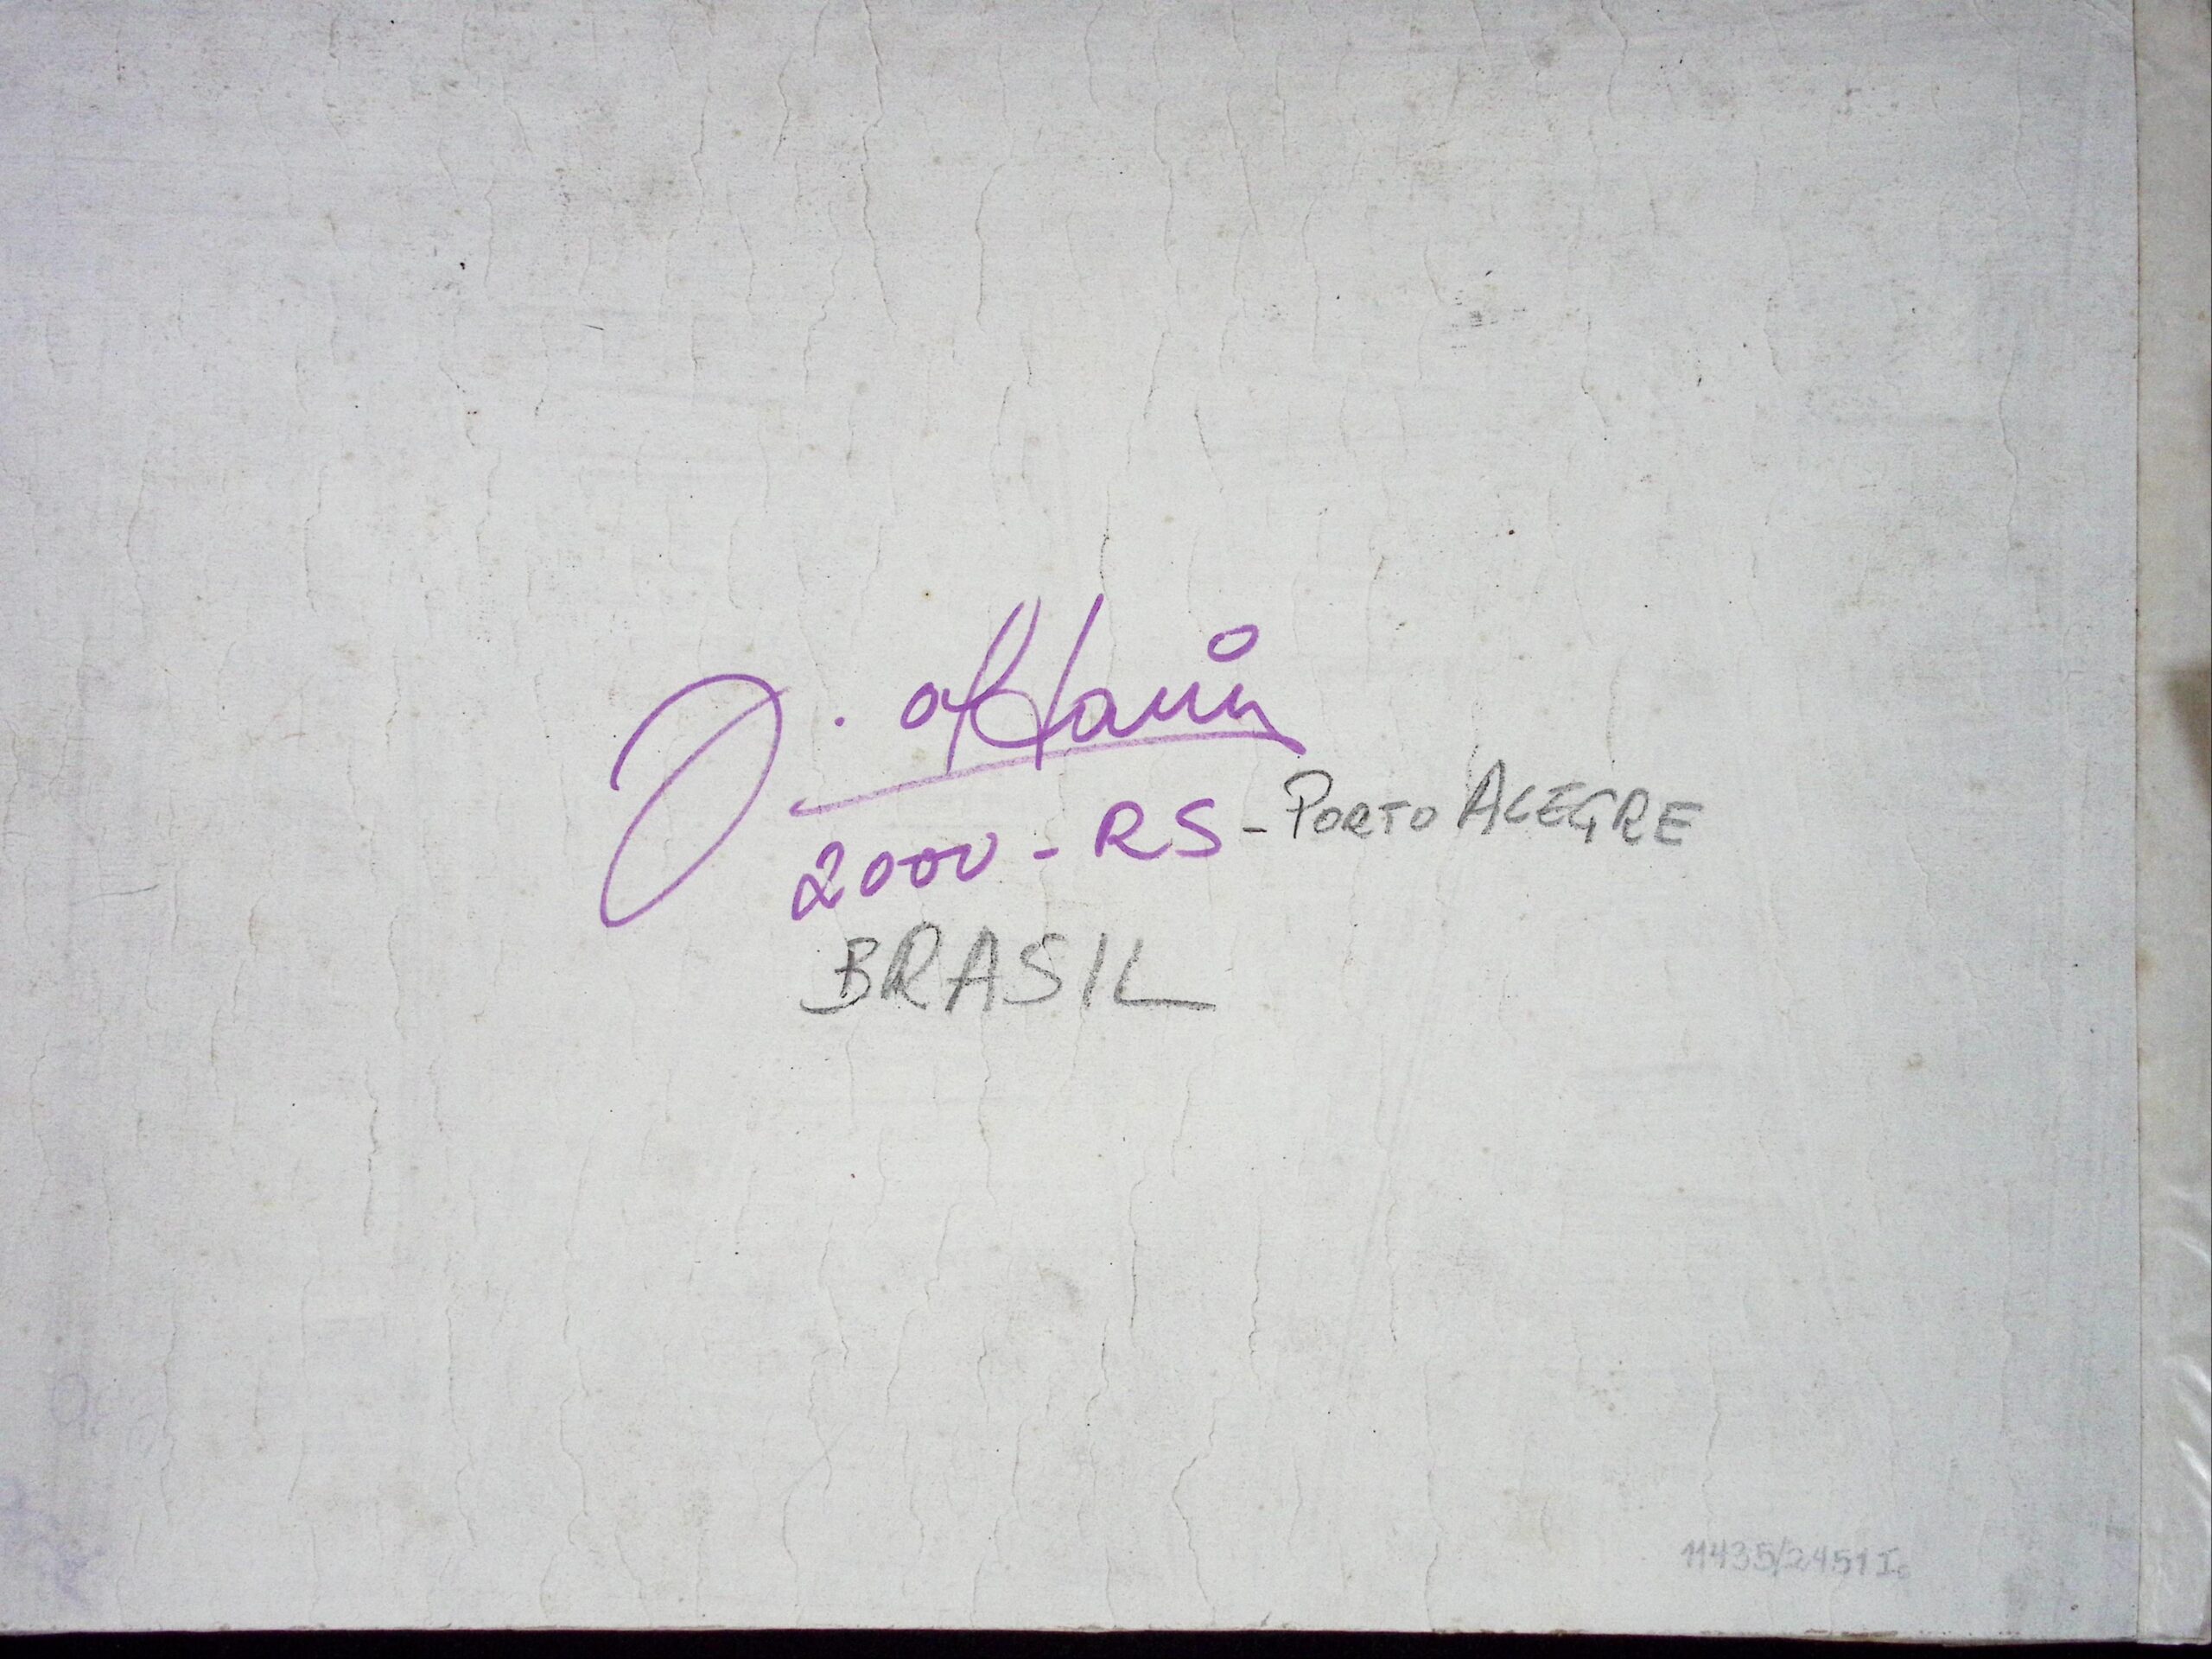 J.
2000 - RS - PORTO ALEGRE
BRASIL
11435/2451